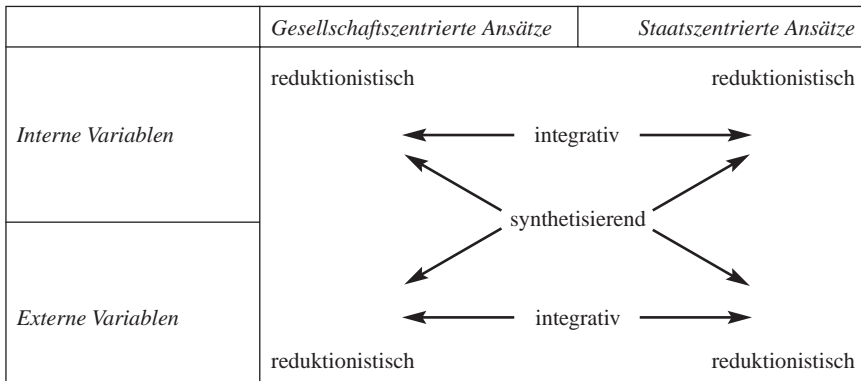 Gesellschaftszentrierte Ansätze Staatszentrierte Ansätze
reduktionistisch reduktionistisch
Interne Variablen integrativ
synthetisierend
Externe Variablen integrativ
reduktionistisch reduktionistisch